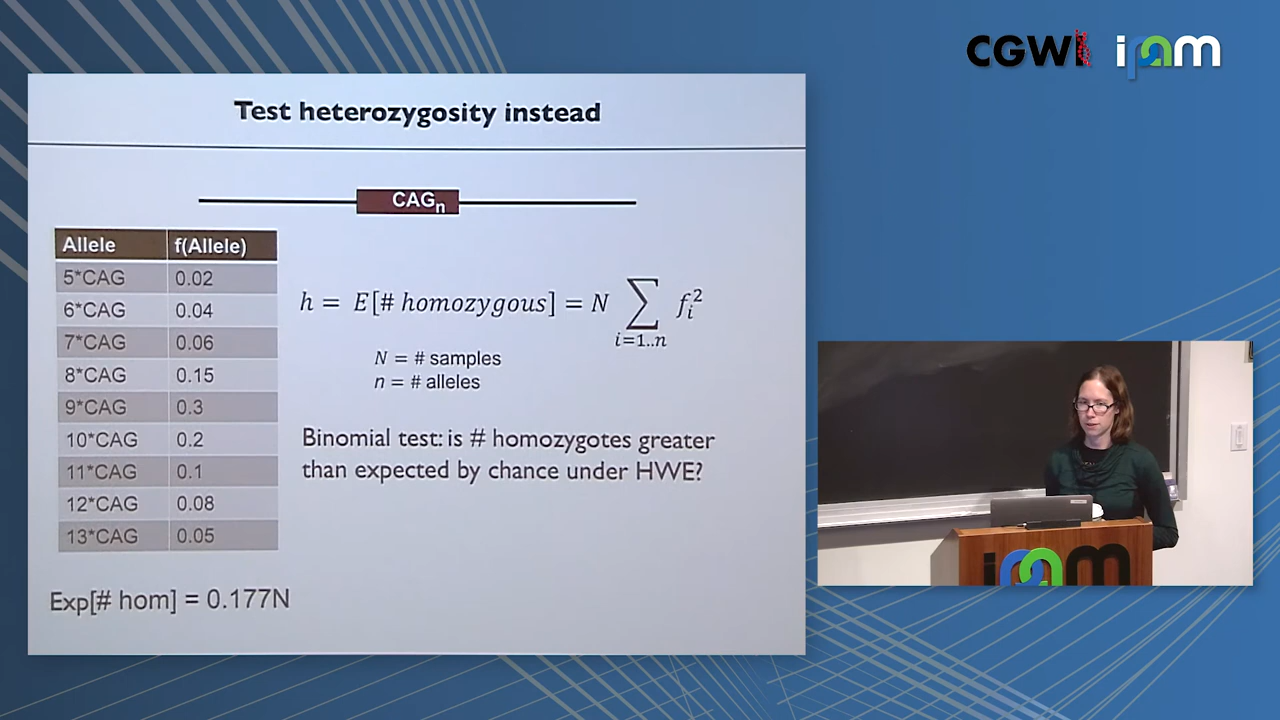 CGWI ipam
Test heterozygosity instead
CAGn
Allele f(Allele)
5*CAG 0.02
6*CAG 0.04
7*CAG 0.06
8*CAG 0.15
9*CAG 0.3
10*CAG 0.2
11*CAG 0.1
12*CAG 0.08
13*CAG 0.05
h = E[# homozygous] = N ∑ i=1..n f_i^2
N = # samples
n = # alleles
Binomial test: is # homozygotes greater
than expected by chance under HWE?
Exp[# hom] = 0.177N
ipam